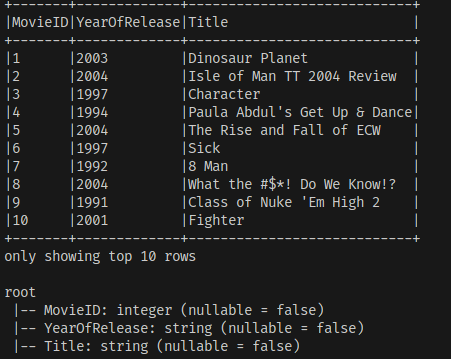 +-------+-------------+----------------------------+
|MovieID|YearOfRelease|Title                       |
+-------+-------------+----------------------------+
|1      |2003         |Dinosaur Planet             |
|2      |2004         |Isle of Man TT 2004 Review  |
|3      |1997         |Character                   |
|4      |1994         |Paula Abdul's Get Up & Dance|
|5      |2004         |The Rise and Fall of ECW    |
|6      |1997         |Sick                        |
|7      |1992         |8 Man                       |
|8      |2004         |What the #$*! Do We Know!?  |
|9      |1991         |Class of Nuke 'Em High 2    |
|10     |2001         |Fighter                     |
+-------+-------------+----------------------------+
only showing top 10 rows

root
 |-- MovieID: integer (nullable = false)
 |-- YearOfRelease: string (nullable = false)
 |-- Title: string (nullable = false)